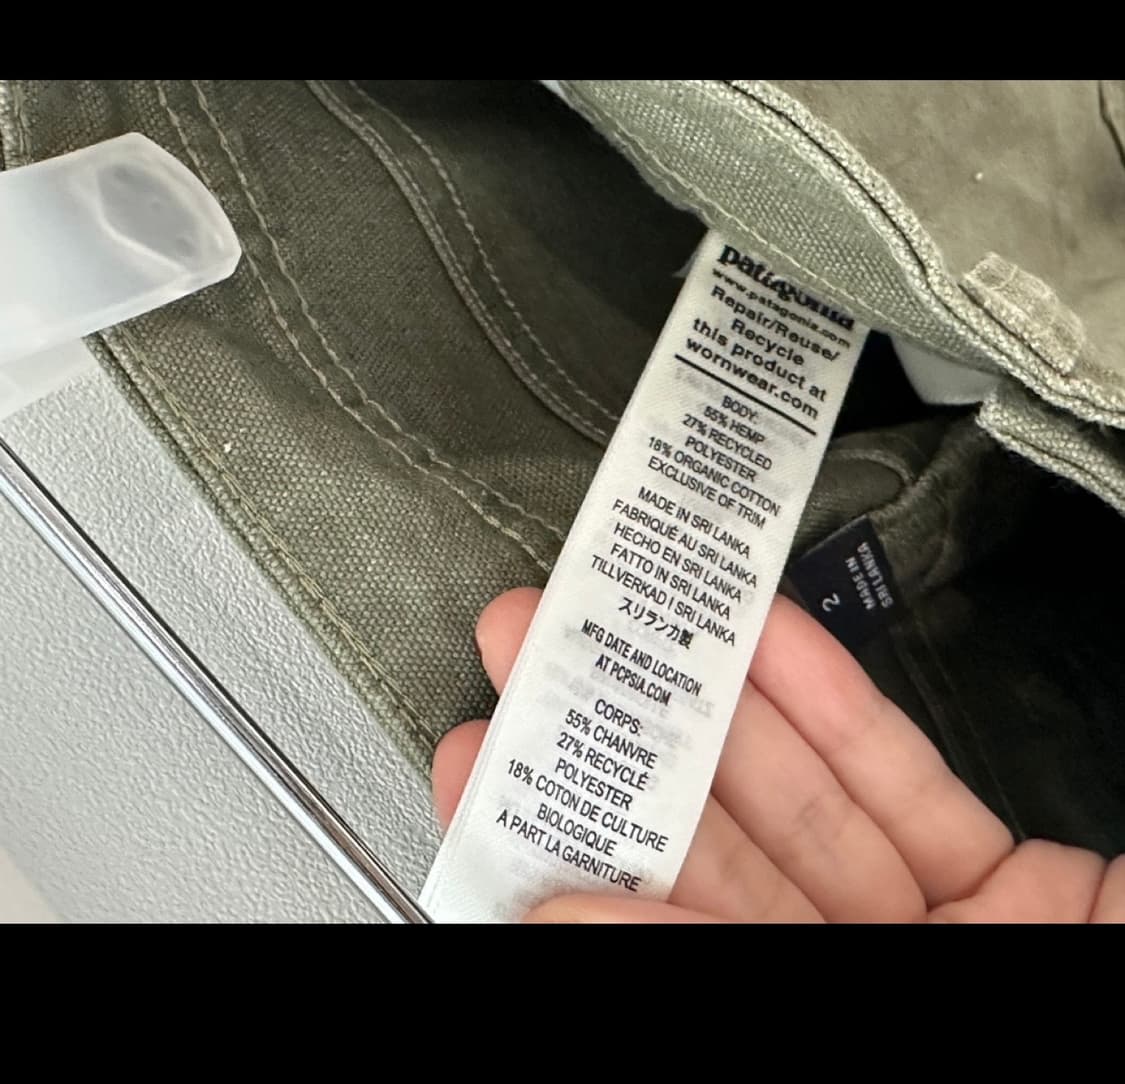 patagonia
www.patagonia.com
Repair/Reuse/
Recycle
this product at
wornwear.com
BODY:
55% HEMP
27% RECYCLED
POLYESTER
18% ORGANIC COTTON
EXCLUSIVE OF TRIM
MADE IN SRI LANKA
FABRIQUÉ AU SRI LANKA
HECHO EN SRI LANKA
FATTO IN SRI LANKA
TILLVERKAD I SRI LANKA
スリランカ製
MFG DATE AND LOCATION
AT PCPSIA.COM
CORPS:
55% CHANVRE
27% RECYCLÉ
POLYESTER
18% COTON DE CULTURE
BIOLOGIQUE
A PART LA GARNITURE
2
MADE IN
SRI LANKA